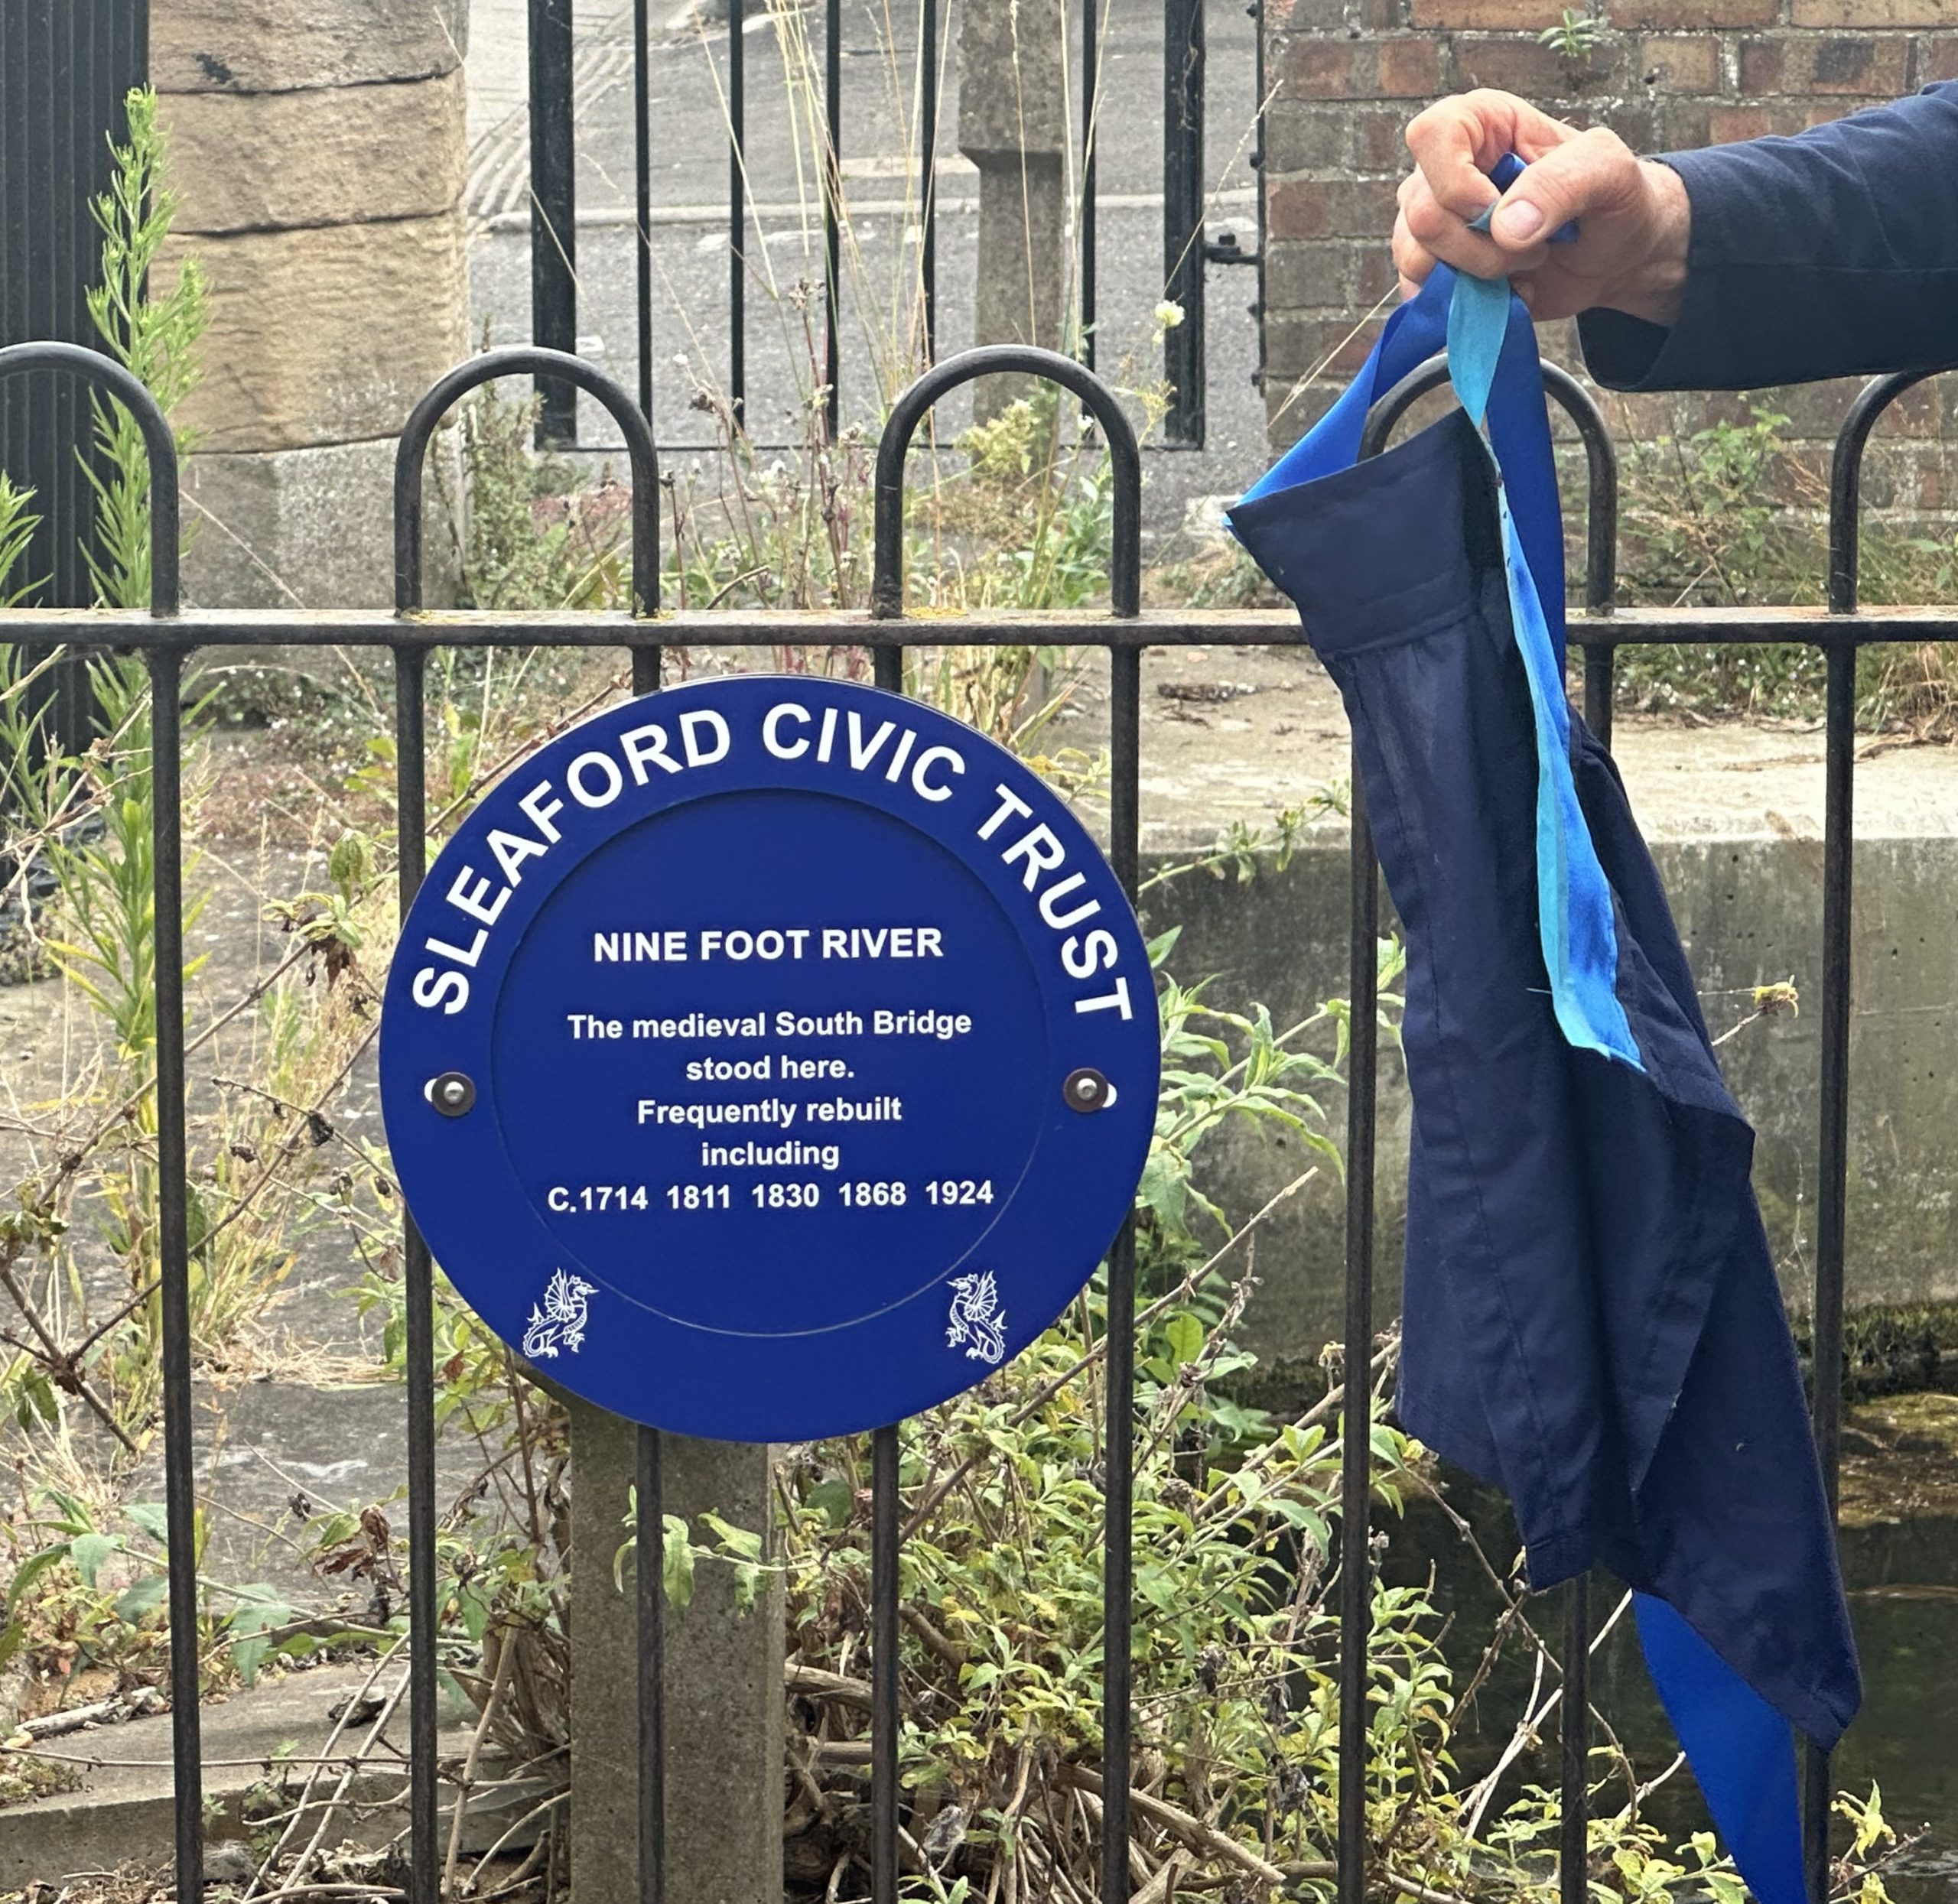 SLEAFORD CIVIC TRUST
NINE FOOT RIVER
The medieval South Bridge
stood here.
Frequently rebuilt
including
C.1714 1811 1830 1868 1924